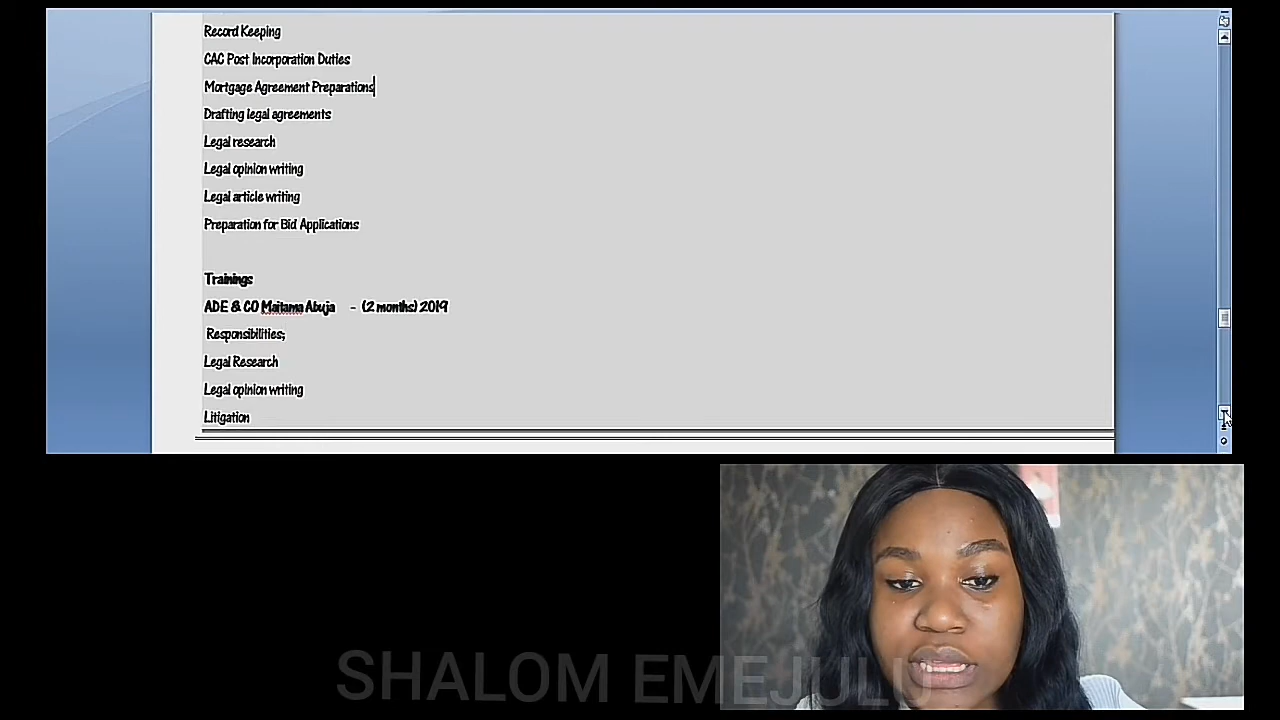 Record Keeping
CAC Post Incorporation Duties
Mortgage Agreement Preparations
Drafting legal agreements
Legal research
Legal opinion writing
Legal article writing
Preparation for Bid Applications
Trainings
ADE & CO Maitama Abuja - (2 months) 2019
Responsibilities;
Legal Research
Legal opinion writing
Litigation
SHALOM EMEJULU